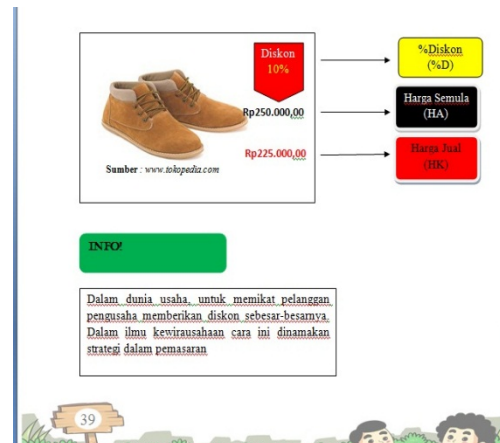 Diskon
10%
%Diskon
(%D)
Rp250.000,00
Harga Semula
(HA)
Rp225.000,00
Harga Jual
(HK)
Sumber : www.tokopedia.com
INFO!
Dalam dunia usaha, untuk memikat pelanggan
pengusaha memberikan diskon sebesar-besarnya.
Dalam ilmu kewirausahaan cara ini dinamakan
strategi dalam pemasaran
39